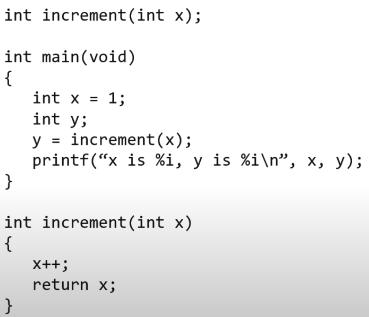 int increment(int x);
int main(void)
{
int x = 1;
int y;
y = increment(x);
printf(“x is %i, y is %i\n”, x, y);
}
int increment(int x)
{
x++;
return x;
}